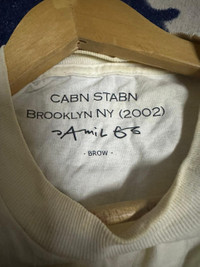 CABN STABN
BROOKLYN NY (2002)
- BROW -